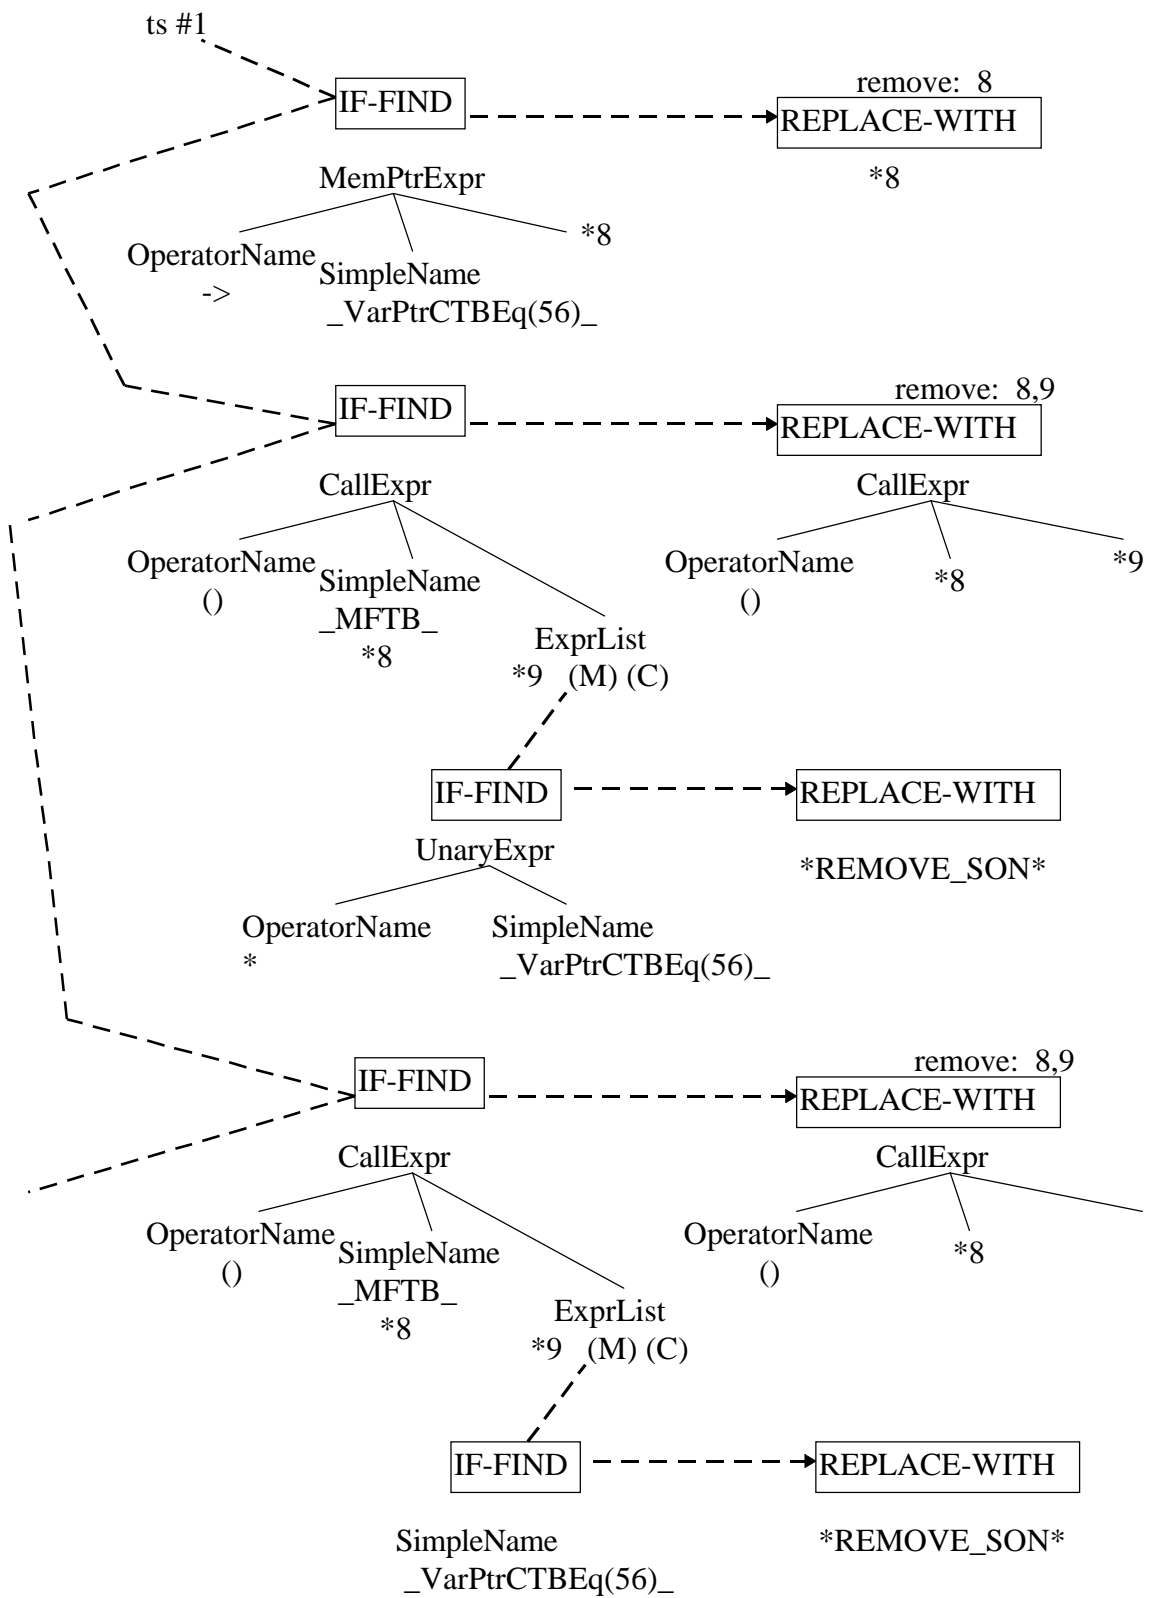 ts #1
remove: 8
IF-FIND
REPLACE-WITH
MemPtrExpr
*8
*8
OperatorName
SimpleName
->
_VarPtrCTBEq(56)_
remove: 8,9
IF-FIND
REPLACE-WITH
CallExpr
CallExpr
OperatorName
SimpleName
OperatorName
*8
*9
()
_MFTB_
()
*8
ExprList
*9 (M) (C)
IF-FIND
REPLACE-WITH
UnaryExpr
*REMOVE_SON*
OperatorName
SimpleName
*
_VarPtrCTBEq(56)_
remove: 8,9
IF-FIND
REPLACE-WITH
CallExpr
CallExpr
OperatorName
SimpleName
OperatorName
*8
()
_MFTB_
()
*8
ExprList
*9 (M) (C)
IF-FIND
REPLACE-WITH
SimpleName
*REMOVE_SON*
_VarPtrCTBEq(56)_